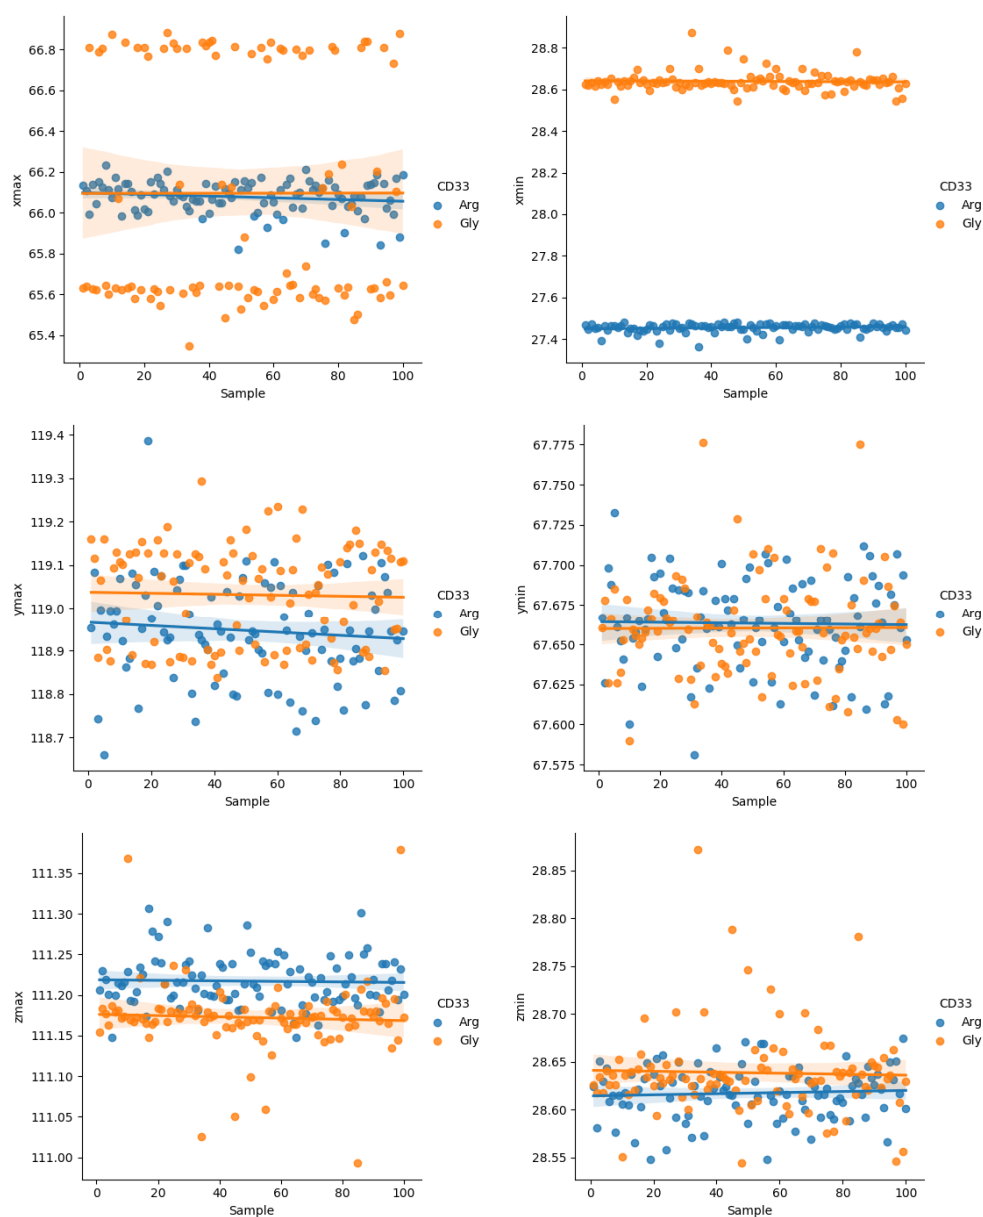 66.8
66.6
66.4
66.2
66.0
65.8
65.6
65.4
xmax
0 20 40 60 80 100
Sample
CD33
Arg
Gly
28.8
28.6
28.4
28.2
28.0
27.8
27.6
27.4
xmin
0 20 40 60 80 100
Sample
CD33
Arg
Gly
119.4
119.3
119.2
119.1
119.0
118.9
118.8
118.7
ymax
0 20 40 60 80 100
Sample
CD33
Arg
Gly
67.775
67.750
67.725
67.700
67.675
67.650
67.625
67.600
67.575
ymin
0 20 40 60 80 100
Sample
CD33
Arg
Gly
111.35
111.30
111.25
111.20
111.15
111.10
111.05
111.00
zmax
0 20 40 60 80 100
Sample
CD33
Arg
Gly
28.85
28.80
28.75
28.70
28.65
28.60
28.55
zmin
0 20 40 60 80 100
Sample
CD33
Arg
Gly